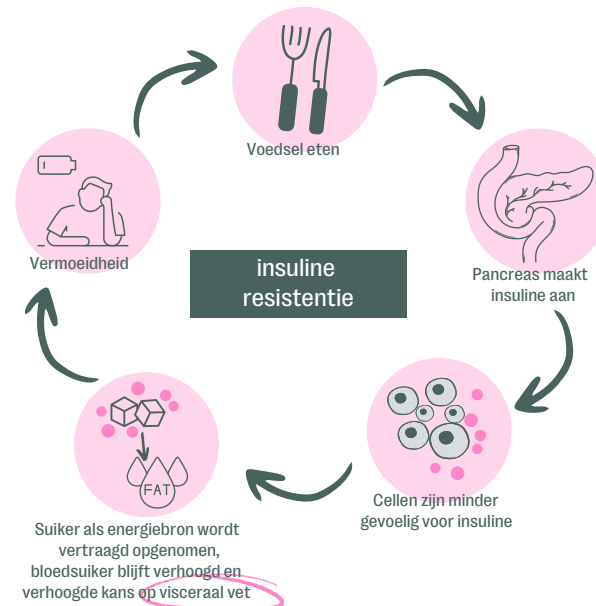 Voedsel eten
Vermoeidheid
insuline
resistentie
Pancreas maakt
insuline aan
FAT
Cellen zijn minder
gevoelig voor insuline
Suiker als energiebron wordt
vertraagd opgenomen,
bloedsuiker blijft verhoogd en
verhoogde kans op visceraal vet